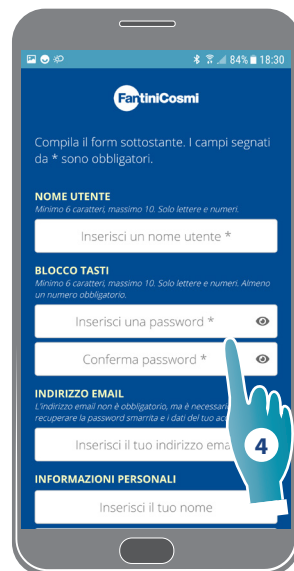 84% 18:30
FantiniCosmi
Compila il form sottostante. I campi segnati
da * sono obbligatori.
NOME UTENTE
Minimo 6 caratteri, massimo 10. Solo lettere e numeri.
Inserisci un nome utente *
BLOCCO TASTI
Minimo 6 caratteri, massimo 10. Solo lettere e numeri. Almeno
un numero obbligatorio.
Inserisci una password *
Conferma password *
INDIRIZZO EMAIL
L'indirizzo email non è obbligatorio, ma è necessari
recuperare la password smarrita e i dati del tuo ac
Inserisci il tuo indirizzo ema
4
INFORMAZIONI PERSONALI
Inserisci il tuo nome